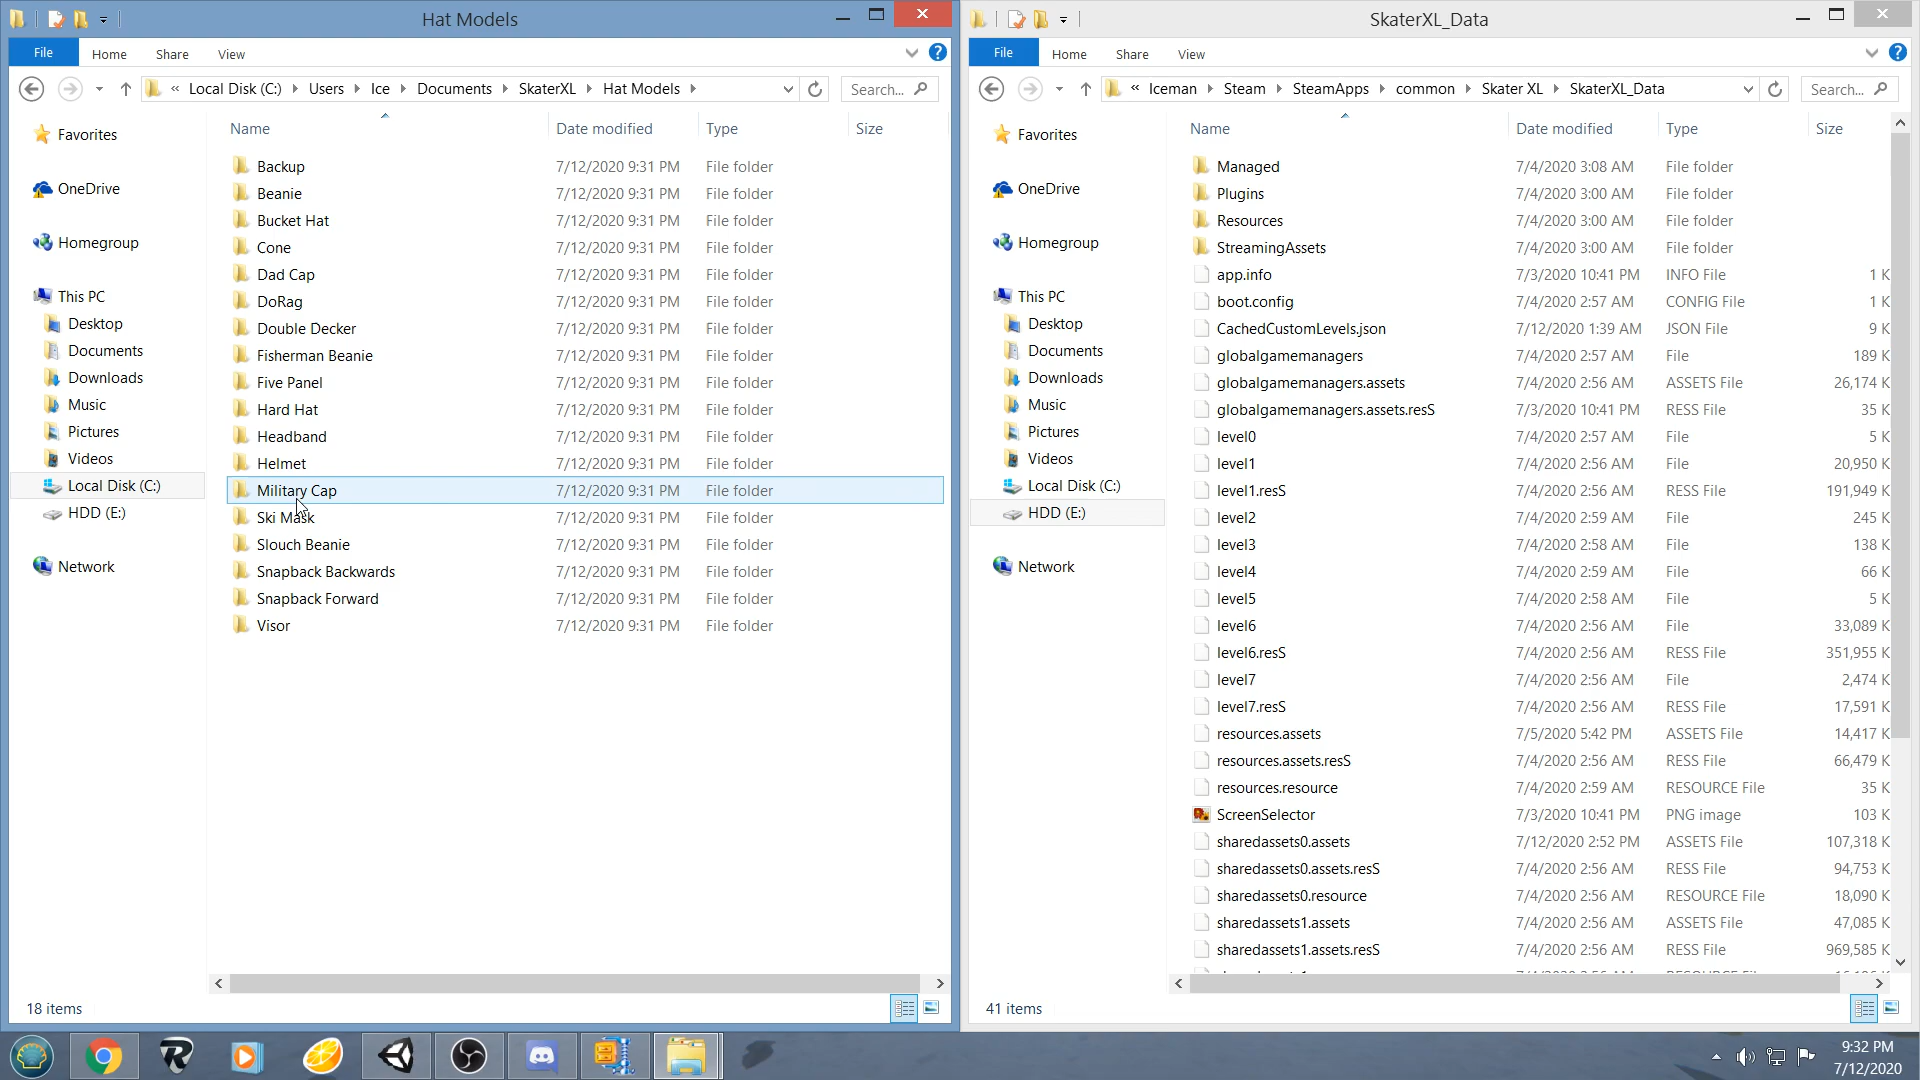 Hat Models
File
Home
Share
View
« Local Disk (C:) Users Ice Documents SkaterXL Hat Models
Search...
Name Date modified Type Size
Favorites
OneDrive
Homegroup
This PC
Desktop
Documents
Downloads
Music
Pictures
Videos
Local Disk (C:)
HDD (E:)
Network
Backup 7/12/2020 9:31 PM File folder
Beanie 7/12/2020 9:31 PM File folder
Bucket Hat 7/12/2020 9:31 PM File folder
Cone 7/12/2020 9:31 PM File folder
Dad Cap 7/12/2020 9:31 PM File folder
DoRag 7/12/2020 9:31 PM File folder
Double Decker 7/12/2020 9:31 PM File folder
Fisherman Beanie 7/12/2020 9:31 PM File folder
Five Panel 7/12/2020 9:31 PM File folder
Hard Hat 7/12/2020 9:31 PM File folder
Headband 7/12/2020 9:31 PM File folder
Helmet 7/12/2020 9:31 PM File folder
Military Cap 7/12/2020 9:31 PM File folder
Ski Mask 7/12/2020 9:31 PM File folder
Slouch Beanie 7/12/2020 9:31 PM File folder
Snapback Backwards 7/12/2020 9:31 PM File folder
Snapback Forward 7/12/2020 9:31 PM File folder
Visor 7/12/2020 9:31 PM File folder
18 items
SkaterXL_Data
File
Home
Share
View
« Iceman Steam SteamApps common Skater XL SkaterXL_Data
Search...
Name Date modified Type Size
Favorites
OneDrive
Homegroup
This PC
Desktop
Documents
Downloads
Music
Pictures
Videos
Local Disk (C:)
HDD (E:)
Network
Managed 7/4/2020 3:08 AM File folder
Plugins 7/4/2020 3:00 AM File folder
Resources 7/4/2020 3:00 AM File folder
StreamingAssets 7/4/2020 3:00 AM File folder
app.info 7/3/2020 10:41 PM INFO File 1 K
boot.config 7/4/2020 2:57 AM CONFIG File 1 K
CachedCustomLevels.json 7/12/2020 1:39 AM JSON File 9 K
globalgamemanagers 7/4/2020 2:57 AM File 189 K
globalgamemanagers.assets 7/4/2020 2:56 AM ASSETS File 26,174 K
globalgamemanagers.assets.resS 7/3/2020 10:41 PM RESS File 35 K
level0 7/4/2020 2:57 AM File 5 K
level1 7/4/2020 2:56 AM File 20,950 K
level1.resS 7/4/2020 2:56 AM RESS File 191,949 K
level2 7/4/2020 2:59 AM File 245 K
level3 7/4/2020 2:58 AM File 138 K
level4 7/4/2020 2:59 AM File 66 K
level5 7/4/2020 2:58 AM File 5 K
level6 7/4/2020 2:56 AM File 33,089 K
level6.resS 7/4/2020 2:56 AM RESS File 351,955 K
level7 7/4/2020 2:56 AM File 2,474 K
level7.resS 7/4/2020 2:56 AM RESS File 17,591 K
resources.assets 7/5/2020 5:42 PM ASSETS File 14,417 K
resources.assets.resS 7/4/2020 2:56 AM RESS File 66,479 K
resources.resource 7/4/2020 2:59 AM RESOURCE File 35 K
ScreenSelector 7/3/2020 10:41 PM PNG image 103 K
sharedassets0.assets 7/12/2020 2:52 PM ASSETS File 107,318 K
sharedassets0.assets.resS 7/4/2020 2:56 AM RESS File 94,753 K
sharedassets0.resource 7/4/2020 2:56 AM RESOURCE File 18,090 K
sharedassets1.assets 7/4/2020 2:56 AM ASSETS File 47,085 K
sharedassets1.assets.resS 7/4/2020 2:56 AM RESS File 969,585 K
41 items
9:32 PM
7/12/2020